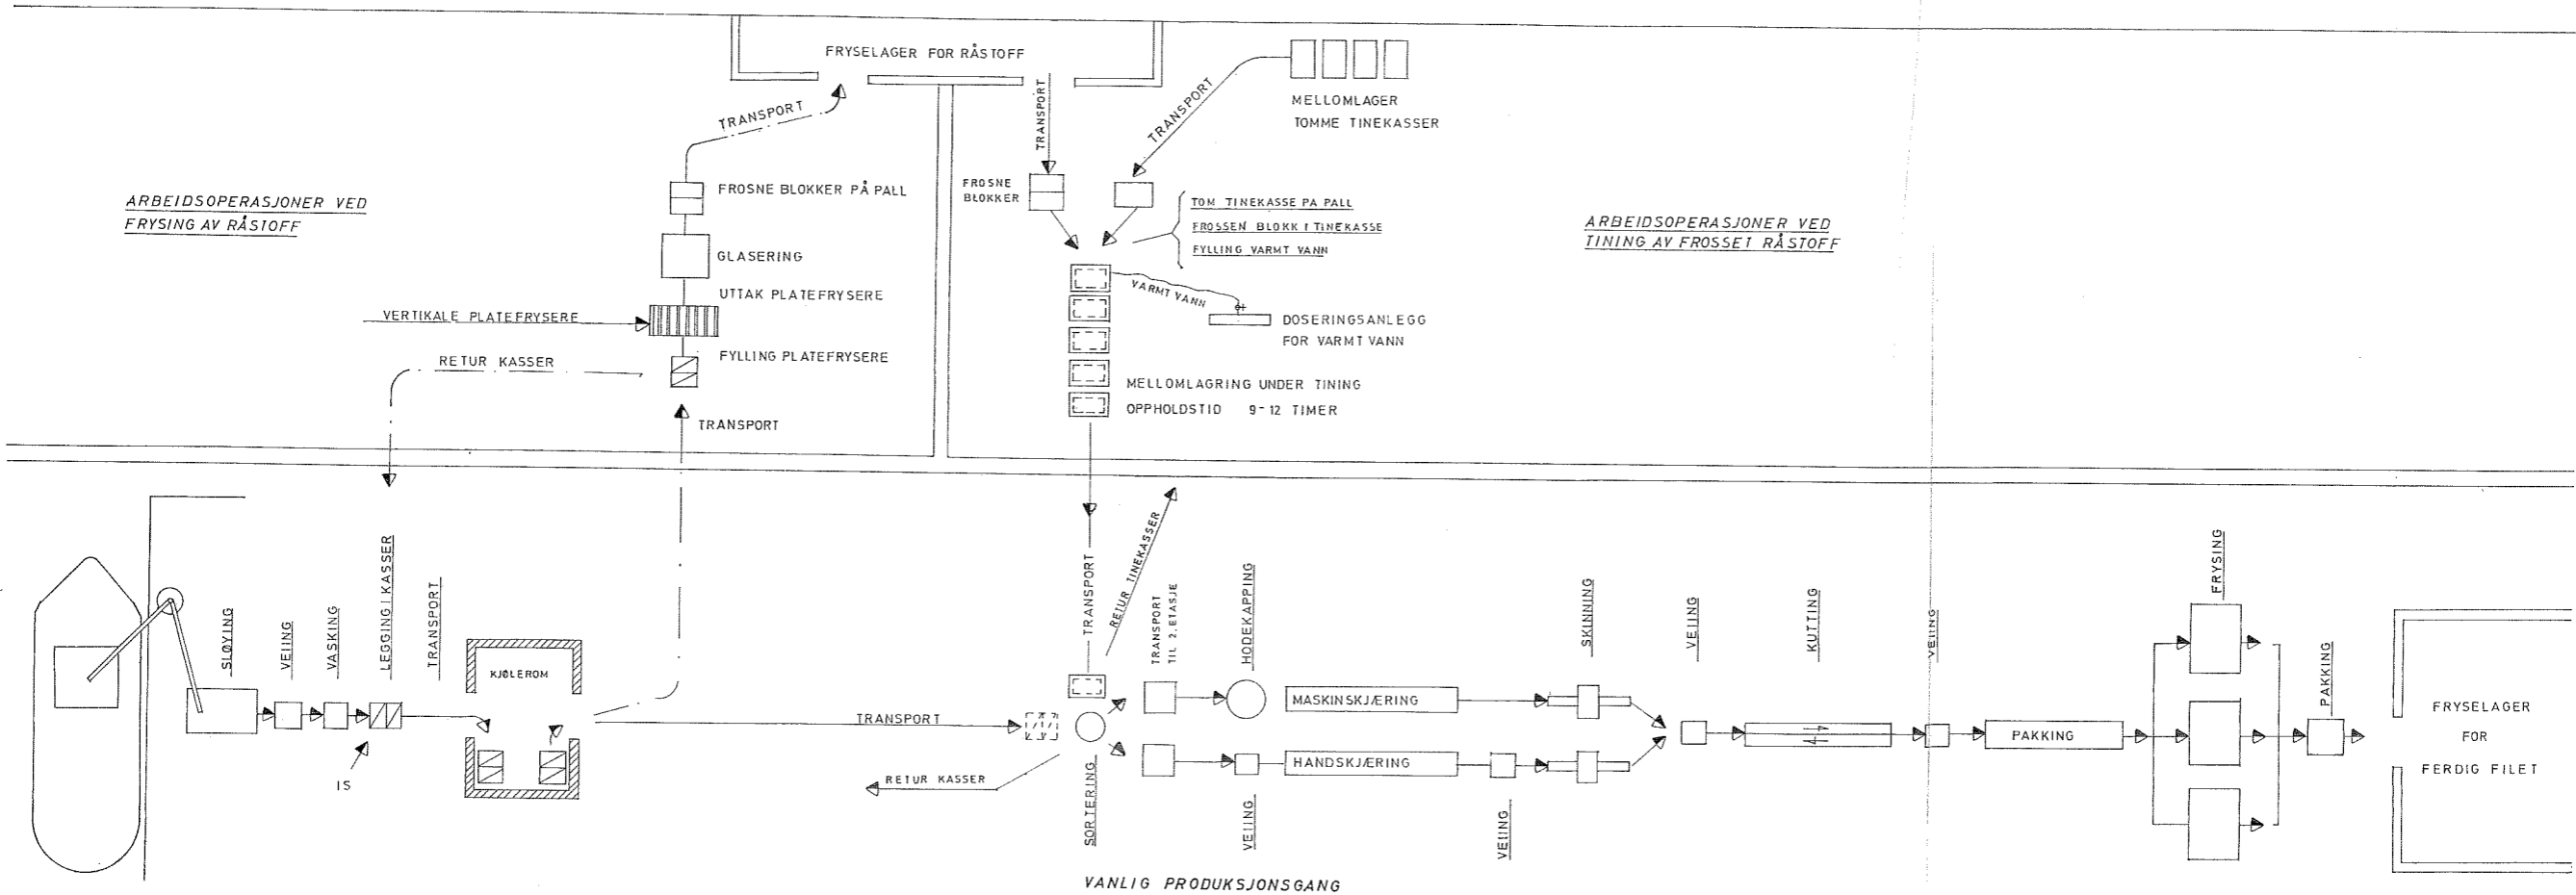 FRYSELAGER FOR RÅSTOFF
TRANSPORT
FROSNE BLOKKER PÅ PALL
GLASERING
UTTAK PLATEFRYSERE
VERTIKALE PLATEFRYSERE
FYLLING PLATEFRYSERE
RETUR KASSER
TRANSPORT
ARBEIDSOPERASJONER VED
FRYSING AV RÅSTOFF
TRANSPORT
TRANSPORT
MELLOMLAGER
TOMME TINEKASSER
FROSNE
BLOKKER
TOM TINEKASSE PA PALL
FROSSEN BLOKK I TINEKASSE
FYLLING VARMT VANN
VARMT VANN
DOSERINGSANLEGG
FOR VARMT VANN
MELLOMLAGRING UNDER TINING
OPPHOLDSTID 9-12 TIMER
ARBEIDSOPERASJONER VED
TINING AV FROSSET RÅSTOFF
SLØYING
VEIING
VASKING
LEGGING I KASSER
TRANSPORT
IS
KJØLEROM
TRANSPORT
RETUR KASSER
TRANSPORT
RETUR TINEKASSER
SORTERING
TRANSPORT
TIL 2. ETASJE
HODEKAPPING
VEIING
MASKINSKJÆRING
HANDSKJÆRING
VEIING
SKINNING
VEIING
KUTTING
VEIING
PAKKING
FRYSING
PAKKING
FRYSELAGER
FOR
FERDIG FILET
VANLIG PRODUKSJONSGANG